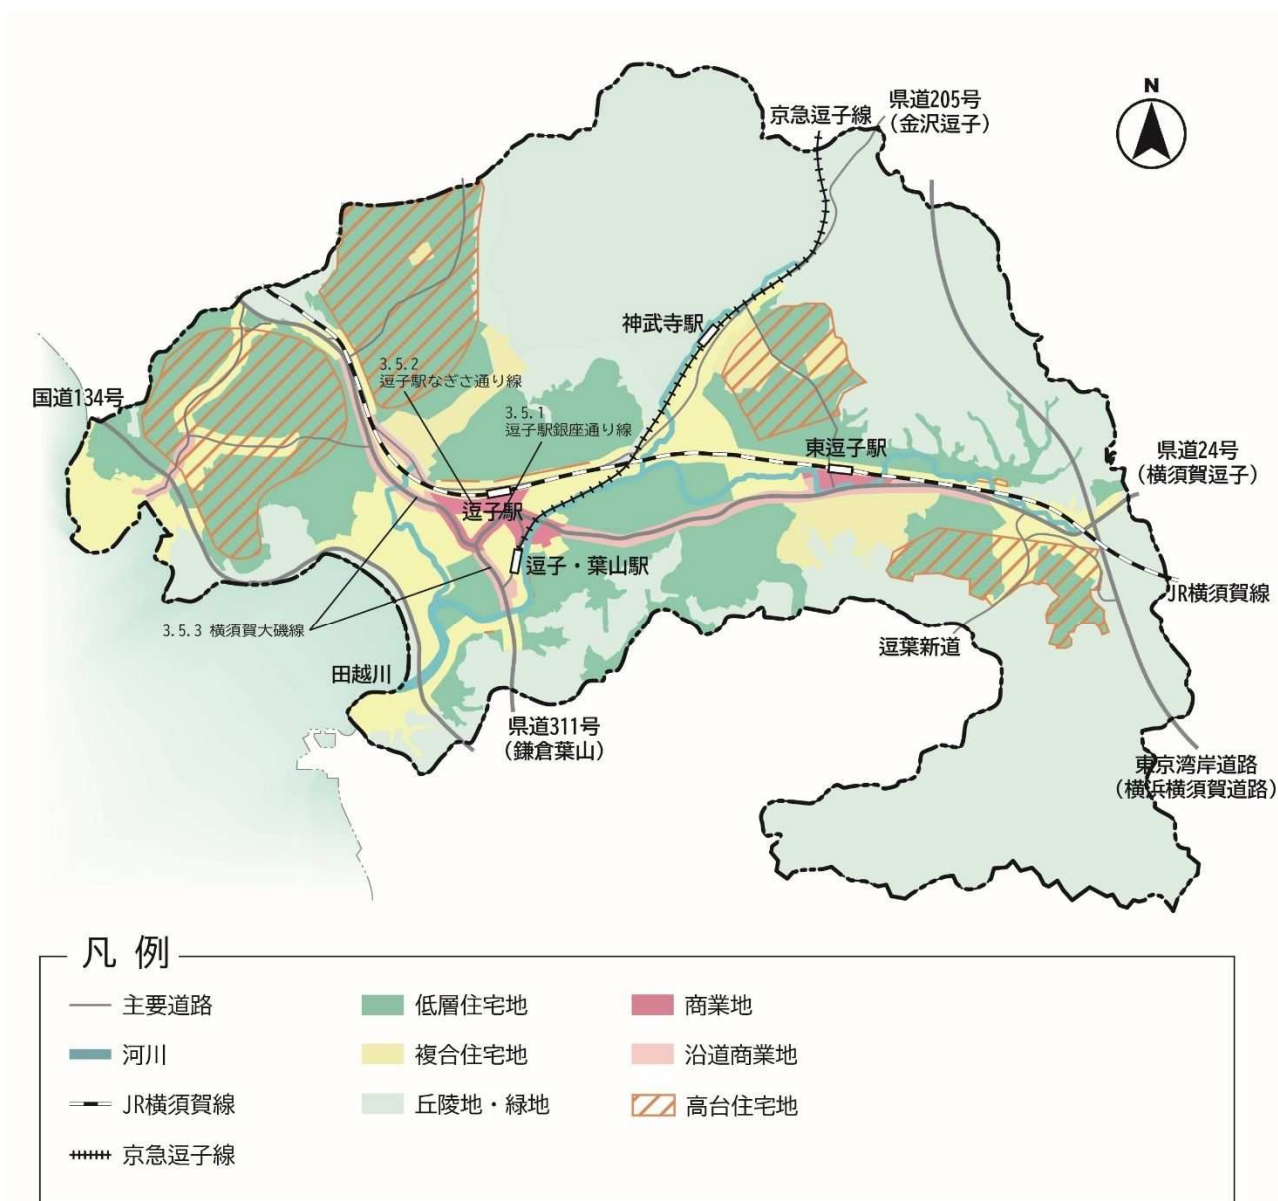 N
県道205号
（金沢逗子）
京急逗子線
神武寺駅
3.5.2
逗子駅なぎさ通り線
国道134号
3.5.1
逗子駅銀座通り線
東逗子駅
県道24号
（横須賀逗子）
逗子駅
逗子・葉山駅
JR横須賀線
3.5.3 横須賀大磯線
逗葉新道
田越川
県道311号
（鎌倉葉山）
東京湾岸道路
（横浜横須賀道路）
凡 例
主要道路
低層住宅地
商業地
河川
複合住宅地
沿道商業地
JR横須賀線
丘陵地・緑地
高台住宅地
京急逗子線